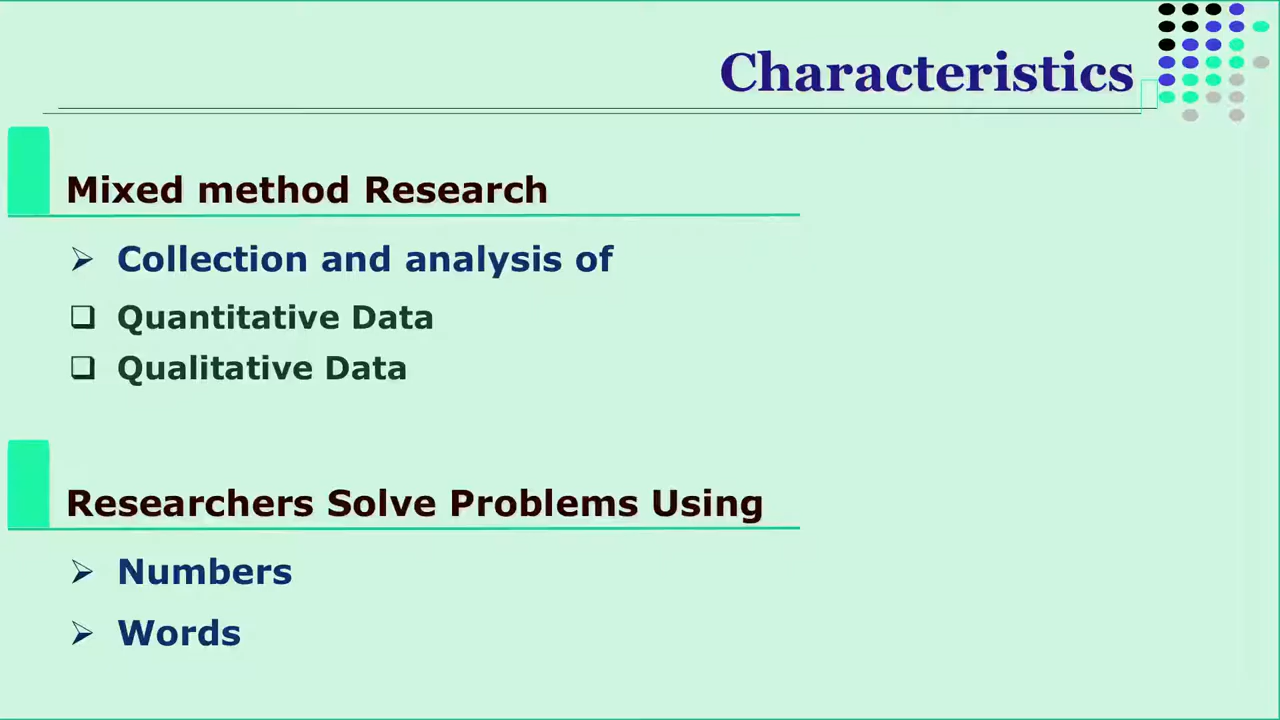 Characteristics
Mixed method Research
Collection and analysis of
Quantitative Data
Qualitative Data
Researchers Solve Problems Using
Numbers
Words